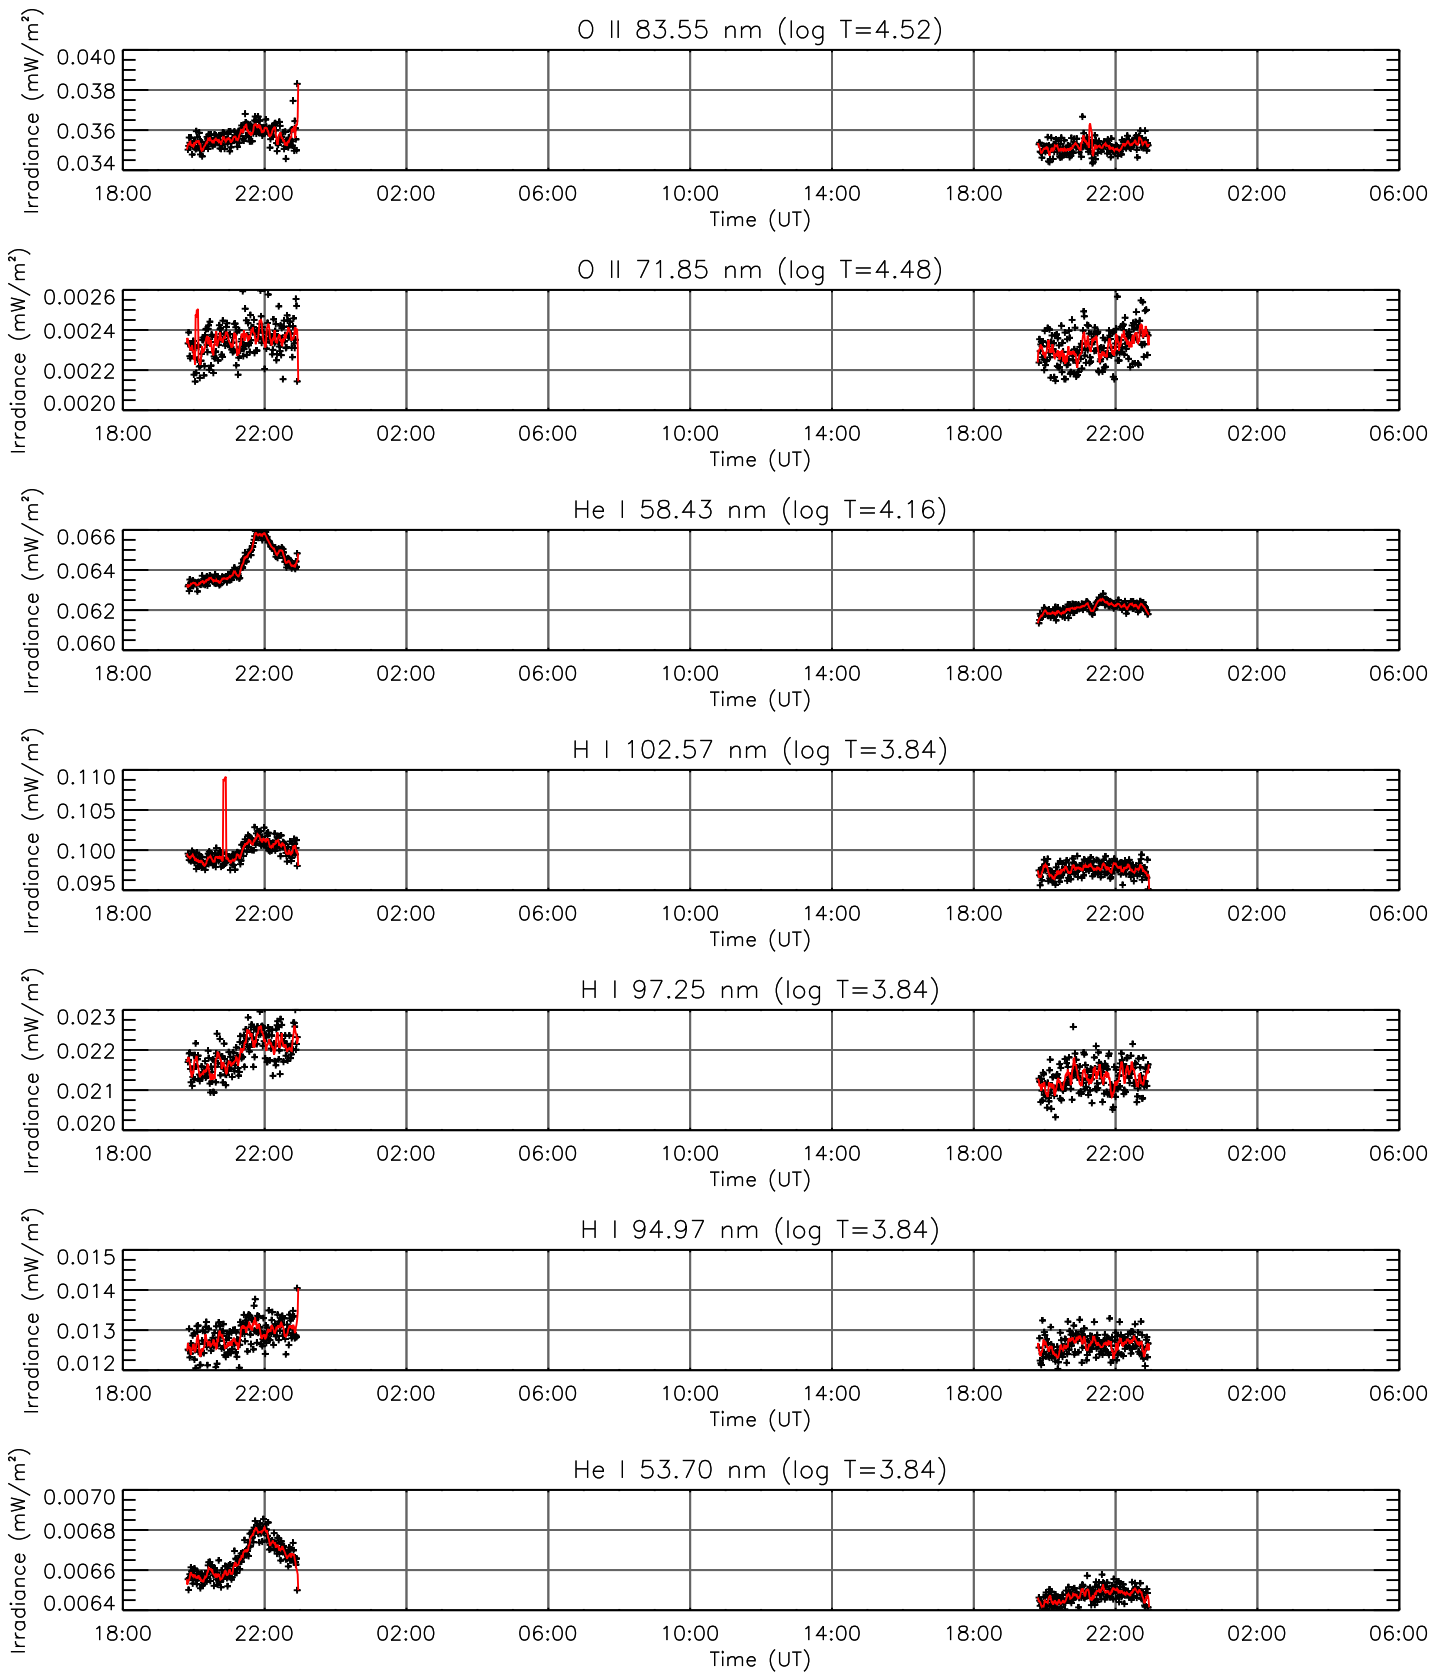 O II 83.55 nm (log T=4.52)
Irradiance (mW/m²)
0.040
0.038
0.036
0.034
18:00 22:00 02:00 06:00 10:00 14:00 18:00 22:00 02:00 06:00
Time (UT)
O II 71.85 nm (log T=4.48)
Irradiance (mW/m²)
0.0026
0.0024
0.0022
0.0020
18:00 22:00 02:00 06:00 10:00 14:00 18:00 22:00 02:00 06:00
Time (UT)
He I 58.43 nm (log T=4.16)
Irradiance (mW/m²)
0.066
0.064
0.062
0.060
18:00 22:00 02:00 06:00 10:00 14:00 18:00 22:00 02:00 06:00
Time (UT)
H I 102.57 nm (log T=3.84)
Irradiance (mW/m²)
0.110
0.105
0.100
0.095
18:00 22:00 02:00 06:00 10:00 14:00 18:00 22:00 02:00 06:00
Time (UT)
H I 97.25 nm (log T=3.84)
Irradiance (mW/m²)
0.023
0.022
0.021
0.020
18:00 22:00 02:00 06:00 10:00 14:00 18:00 22:00 02:00 06:00
Time (UT)
H I 94.97 nm (log T=3.84)
Irradiance (mW/m²)
0.015
0.014
0.013
0.012
18:00 22:00 02:00 06:00 10:00 14:00 18:00 22:00 02:00 06:00
Time (UT)
He I 53.70 nm (log T=3.84)
Irradiance (mW/m²)
0.0070
0.0068
0.0066
0.0064
18:00 22:00 02:00 06:00 10:00 14:00 18:00 22:00 02:00 06:00
Time (UT)